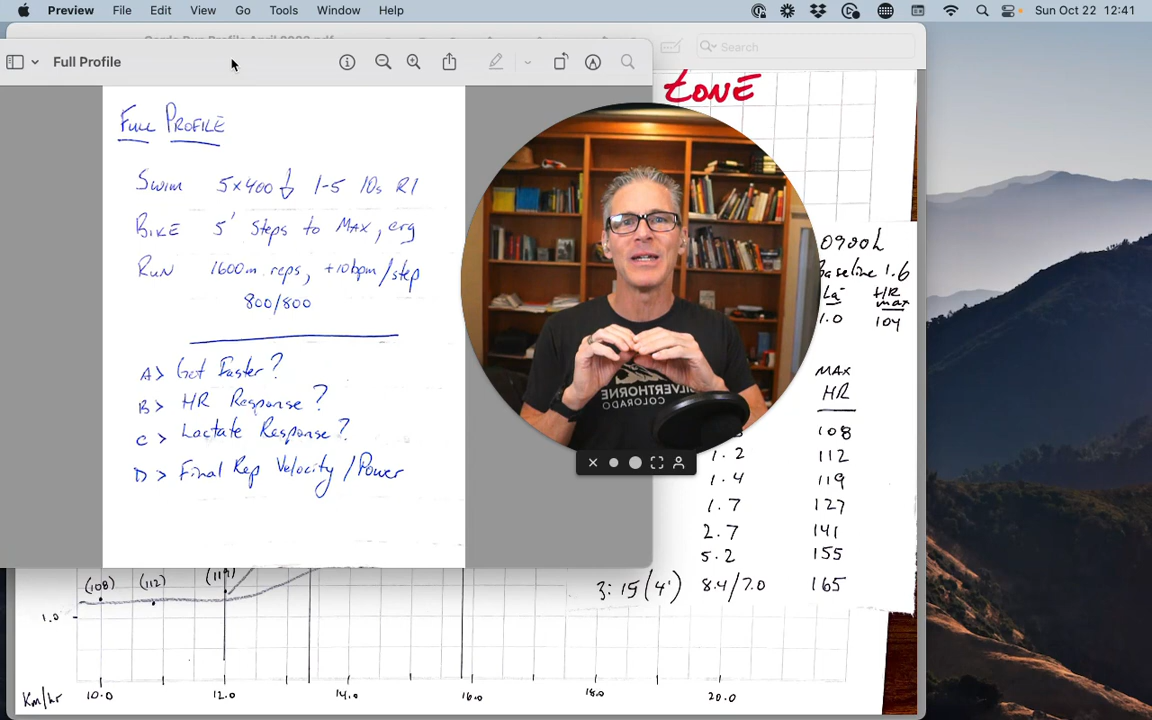 Preview File Edit View Go Tools Window Help Sun Oct 22 12:41
Full Profile
Search
FULL PROFILE
SWIM 5x400 ↓ 1-5 10s RI
BIKE 5' Steps to MAX, erg
RUN 1600m reps, +10bpm/step
800/800
A> Get Faster?
B> HR Response?
C> Lactate Response?
D> Final Rep Velocity/Power
ZONE
0900h
Baseline 1.6
La HR max
1.0 104
MAX
HR
108
1.2 112
1.4 119
1.7 127
2.7 141
5.2 155
3:15 (4') 8.4/7.0 165
(108) (112) (119)
1.0
Km/hr 10.0 12.0 14.0 16.0 18.0 20.0
SILVERTHORNE
COLORADO